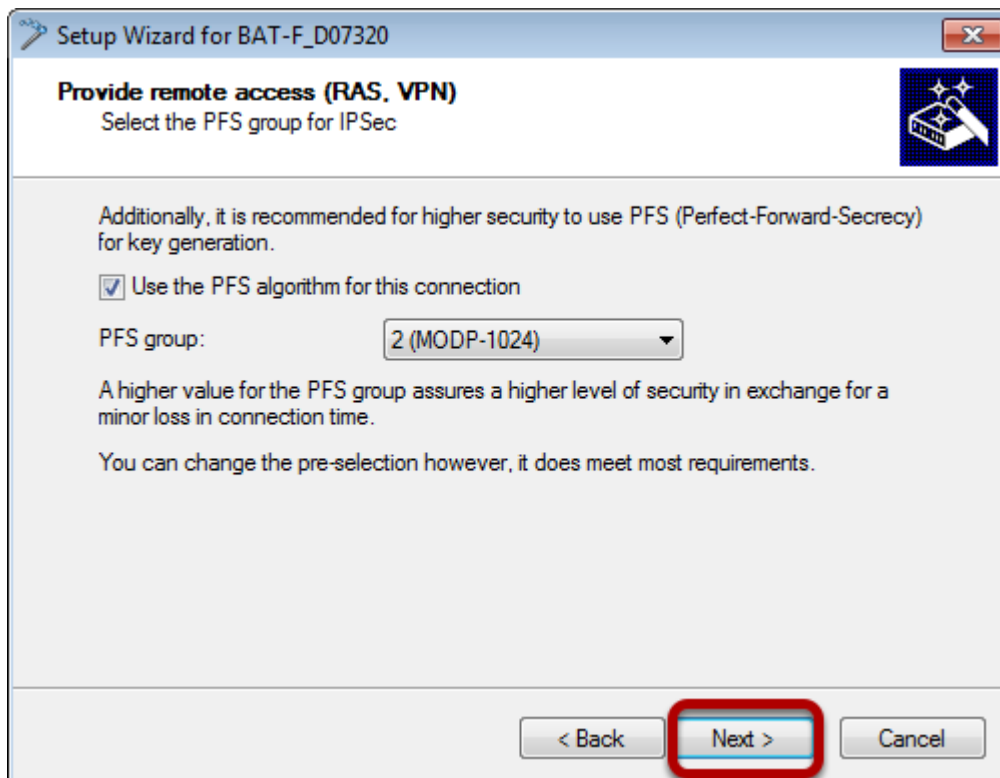 Setup Wizard for BAT-F_D07320
Provide remote access (RAS, VPN)
Select the PFS group for IPSec
Additionally, it is recommended for higher security to use PFS (Perfect-Forward-Secrecy)
for key generation.
Use the PFS algorithm for this connection
PFS group: 2 (MODP-1024)
A higher value for the PFS group assures a higher level of security in exchange for a
minor loss in connection time.
You can change the pre-selection however, it does meet most requirements.
< Back Next > Cancel